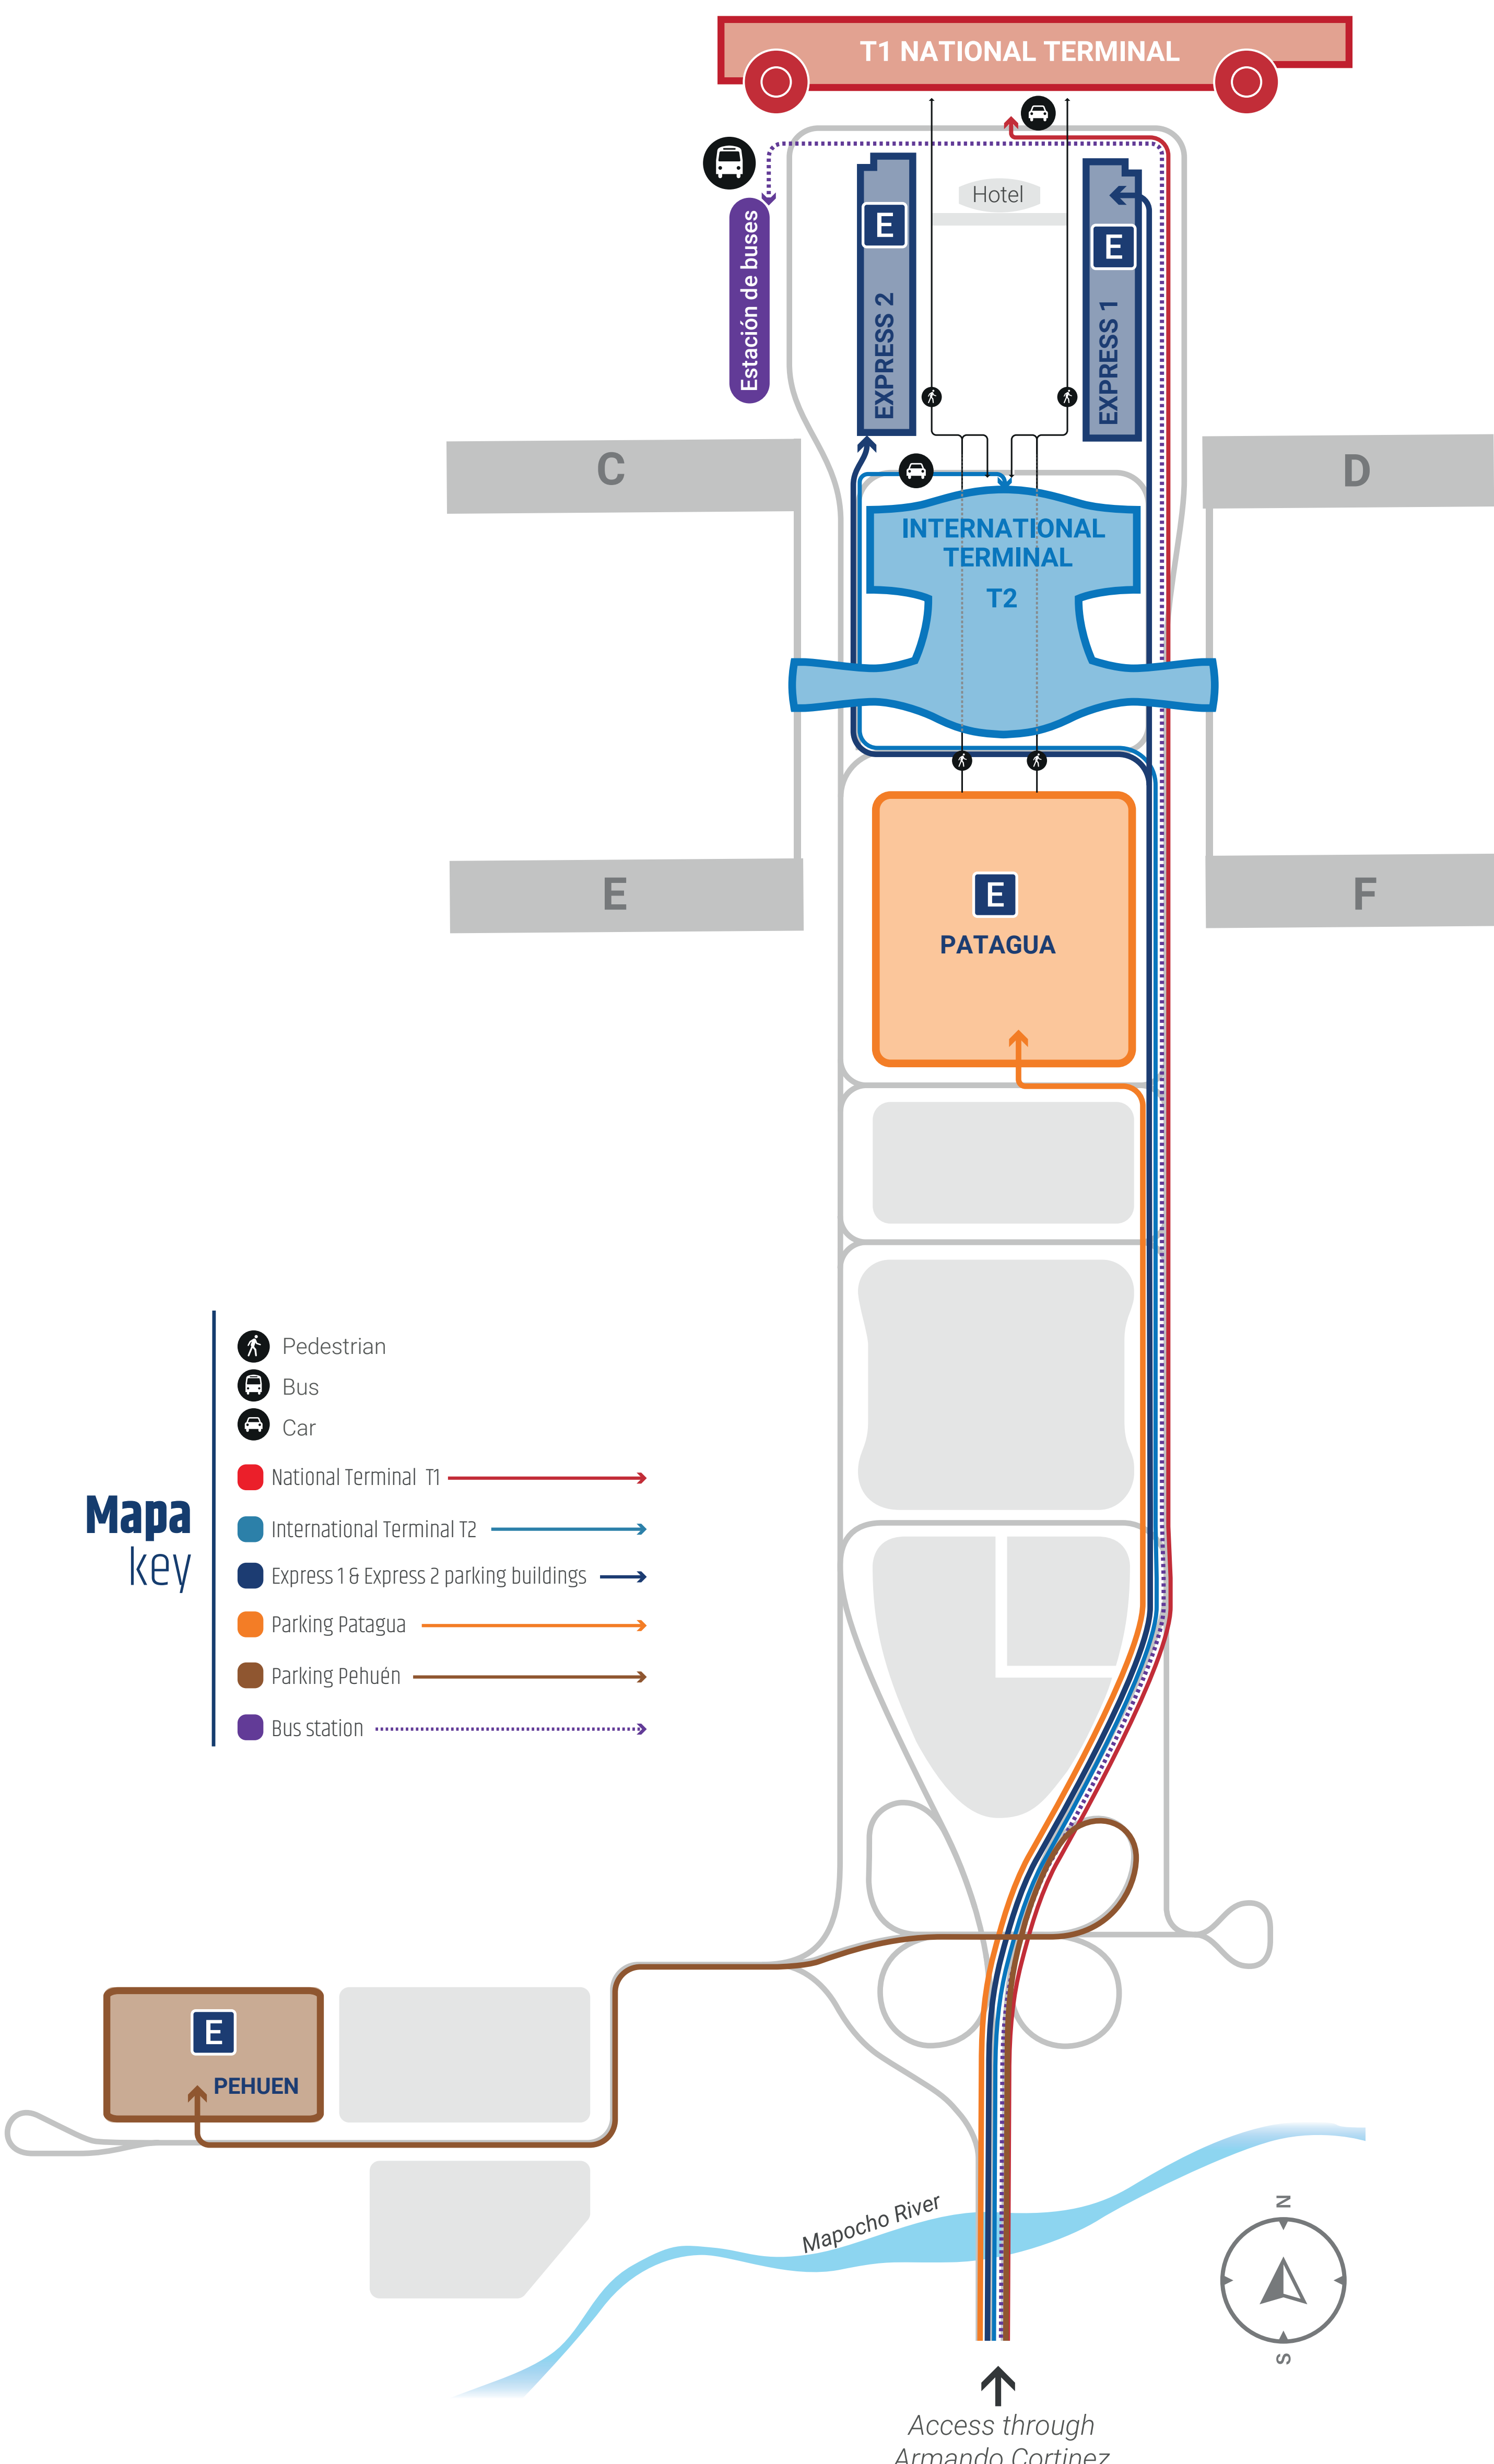 T1 NATIONAL TERMINAL
Hotel
E
EXPRESS 2
E
EXPRESS 1
Estación de buses
C
D
INTERNATIONAL
TERMINAL
T2
E
F
E
PATAGUA
Mapa
key
Pedestrian
Bus
Car
National Terminal T1
International Terminal T2
Express 1 & Express 2 parking buildings
Parking Patagua
Parking Pehuén
Bus station
E
PEHUEN
Mapocho River
N
S
Access through
Armando Cortinez